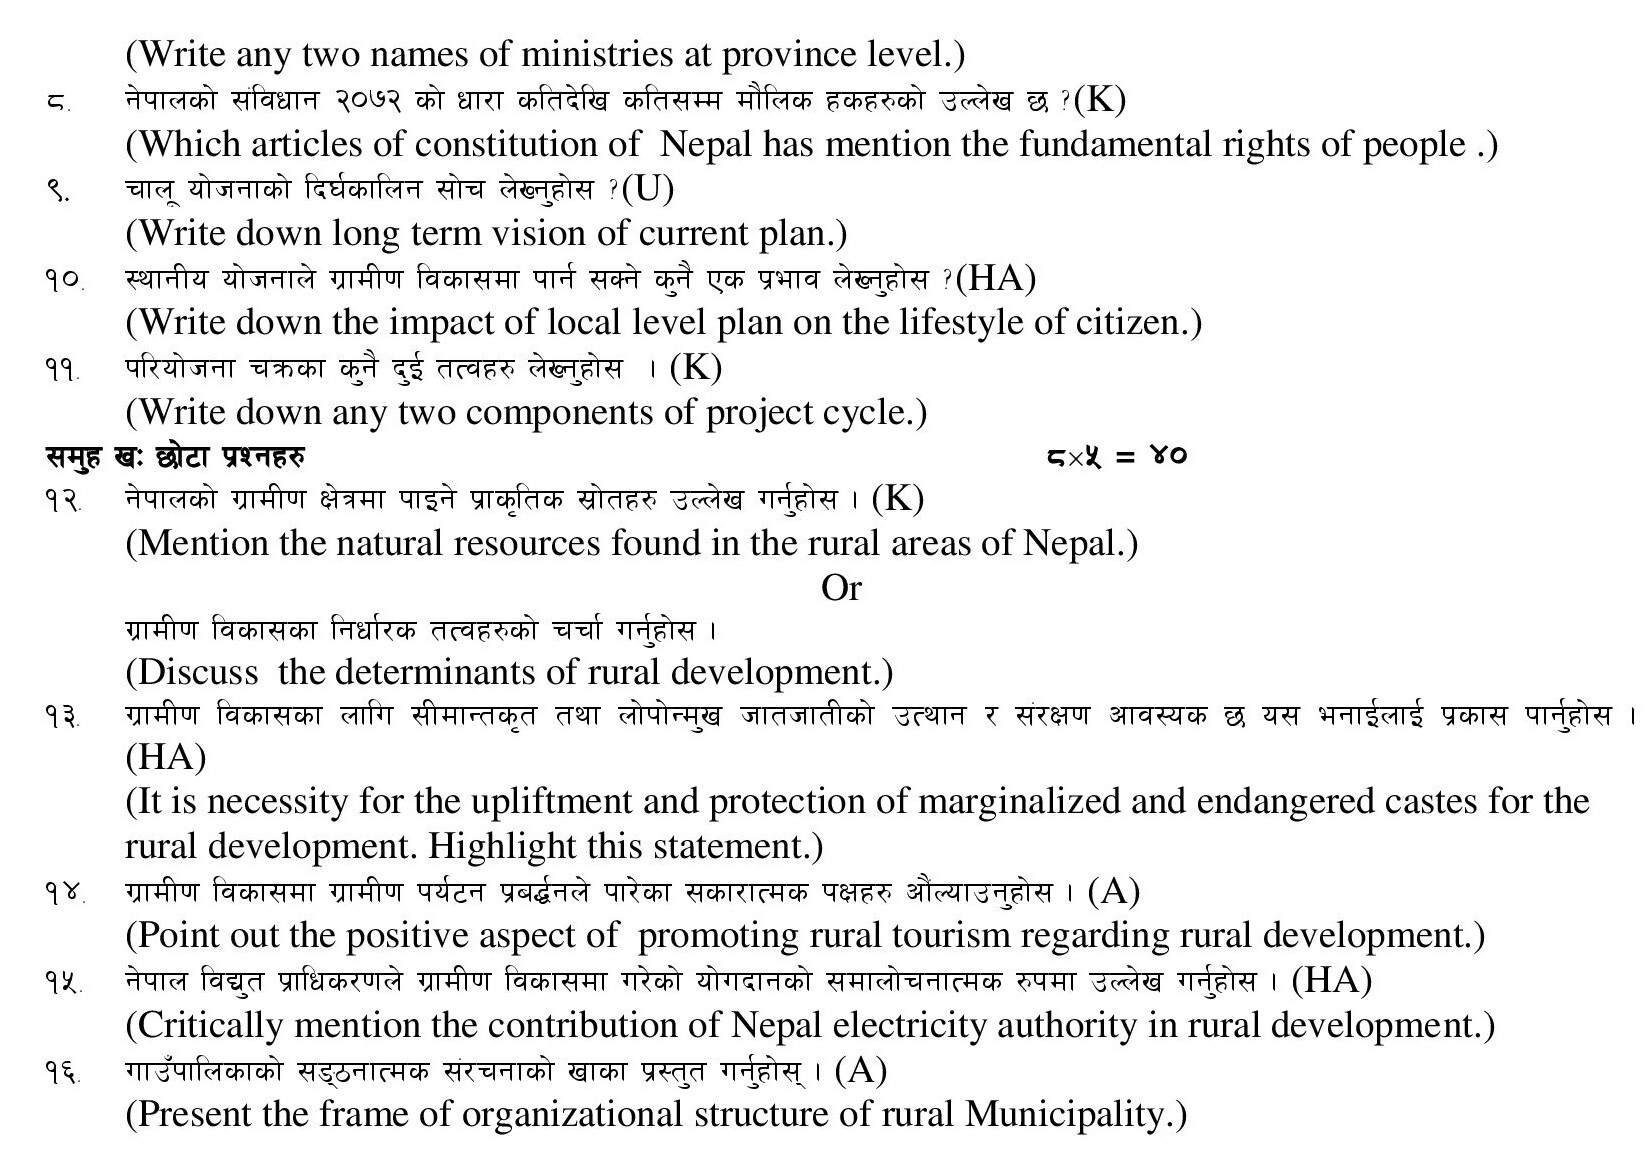 (Write any two names of ministries at province level.)
८. नेपालको संविधान २०७२ को धारा कतिदेखि कतिसम्म मौलिक हकहरुको उल्लेख छ ?(K)
(Which articles of constitution of Nepal has mention the fundamental rights of people .)
९. चालू योजनाको दिर्घकालिन सोच लेख्नुहोस ?(U)
(Write down long term vision of current plan.)
१०. स्थानीय योजनाले ग्रामीण विकासमा पार्न सक्ने कुनै एक प्रभाव लेख्नुहोस ?(HA)
(Write down the impact of local level plan on the lifestyle of citizen.)
११. परियोजना चक्रका कुनै दुई तत्वहरु लेख्नुहोस । (K)
(Write down any two components of project cycle.)
समुह खः छोटा प्रश्नहरु ८×५ = ४०
१२. नेपालको ग्रामीण क्षेत्रमा पाइने प्राकृतिक स्रोतहरु उल्लेख गर्नुहोस । (K)
(Mention the natural resources found in the rural areas of Nepal.)
Or
ग्रामीण विकासका निर्धारक तत्वहरुको चर्चा गर्नुहोस ।
(Discuss the determinants of rural development.)
१३. ग्रामीण विकासका लागि सीमान्तकृत तथा लोपोन्मुख जातजातीको उत्थान र संरक्षण आवस्यक छ यस भनाईलाई प्रकास पार्नुहोस ।
(HA)
(It is necessity for the upliftment and protection of marginalized and endangered castes for the
rural development. Highlight this statement.)
१४. ग्रामीण विकासमा ग्रामीण पर्यटन प्रबर्द्धनले पारेका सकारात्मक पक्षहरु औंल्याउनुहोस । (A)
(Point out the positive aspect of promoting rural tourism regarding rural development.)
१५. नेपाल विद्युत प्राधिकरणले ग्रामीण विकासमा गरेको योगदानको समालोचनात्मक रुपमा उल्लेख गर्नुहोस । (HA)
(Critically mention the contribution of Nepal electricity authority in rural development.)
१६. गाउँपालिकाको सङ्ठनात्मक संरचनाको खाका प्रस्तुत गर्नुहोस् । (A)
(Present the frame of organizational structure of rural Municipality.)